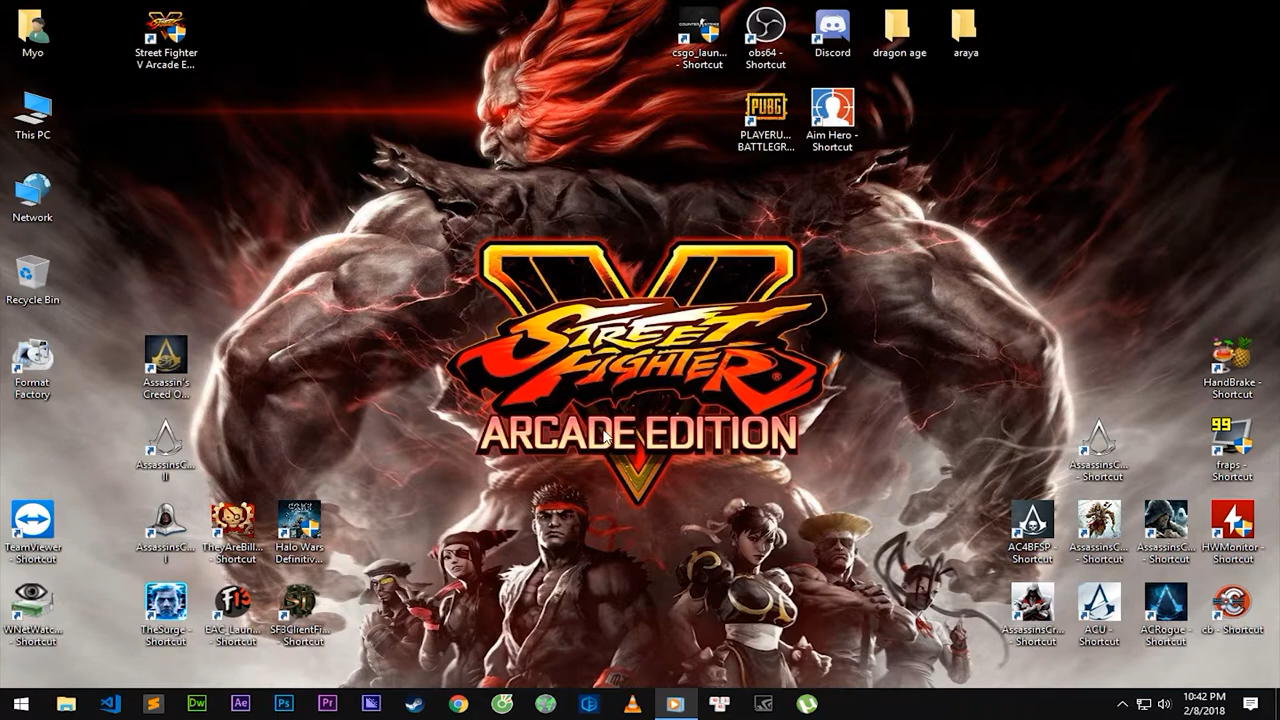 Myo
Street Fighter
V Arcade E...
COUNTER STRIKE
csgo_laun...
- Shortcut
obs64 -
Shortcut
Discord
dragon age
araya
This PC
PUBG
PLAYERU...
BATTLEGR...
Aim Hero -
Shortcut
Network
Recycle Bin
V
STREET
FIGHTER®
ARCADE EDITION
Format
Factory
Assassin's
Creed O...
HandBrake -
Shortcut
AssassinsC...
II
AssassinsC...
- Shortcut
99
fraps -
Shortcut
TeamViewer
- Shortcut
AssassinsC...
I
TheyAreBill...
- Shortcut
Halo Wars
Definitiv...
AC4BFSP -
Shortcut
AssassinsC...
- Shortcut
AssassinsC...
- Shortcut
HWMonitor -
Shortcut
WNetWatc...
- Shortcut
TheSurge -
Shortcut
F13
EAC_Laun...
- Shortcut
SF3ClientFi...
- Shortcut
AssassinsCr...
- Shortcut
ACU -
Shortcut
ACRogue -
Shortcut
cb - Shortcut
Dw
Ae
Ps
Pr
10:42 PM
2/8/2018